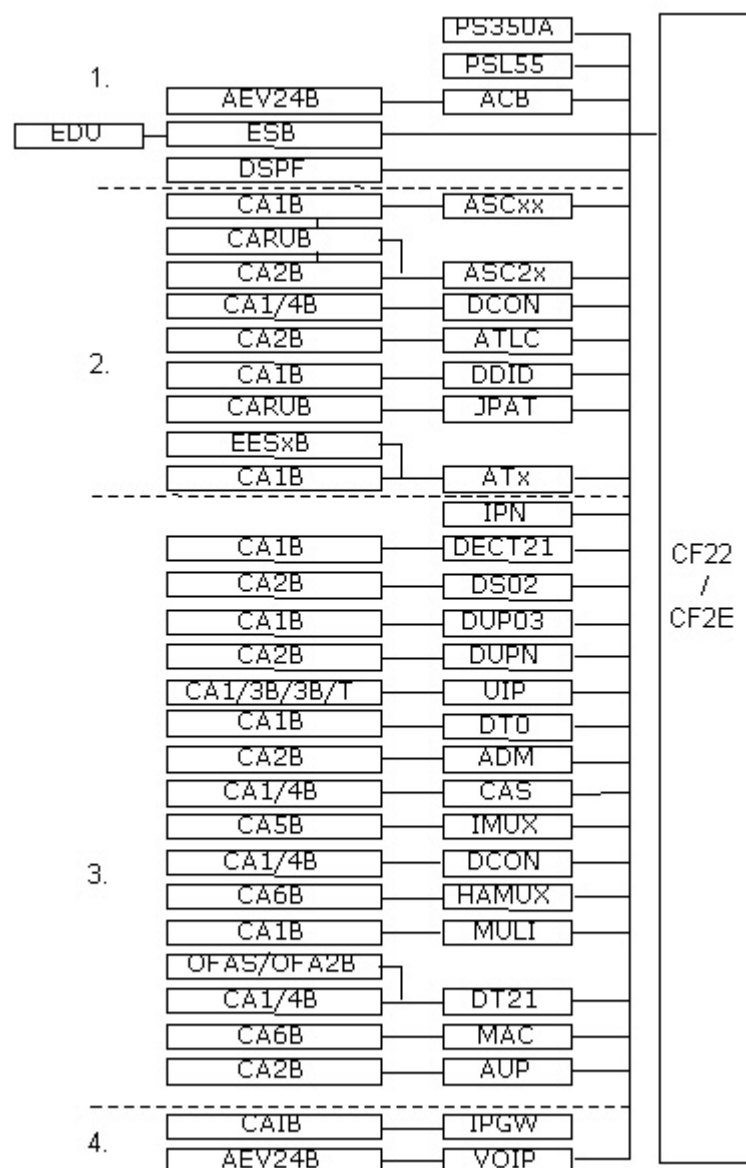 PS350A
PSL55
1.
AEV24B ACB
EDU ESB
DSPF
CA1B ASCxx
CARUB
CA2B ASC2x
CA1/4B DCON
CA2B ATLC
2.
CA1B DDID
CARUB JPAT
EESxB
CA1B ATx
IPN
CA1B DECT21
CF22
/
CF2E
CA2B DS02
CA1B DUP03
CA2B DUPN
CA1/3B/3B/T UIP
CA1B DT0
CA2B ADM
CA1/4B CAS
CA5B IMUX
CA1/4B DCON
3.
CA6B HAMUX
CA1B MULI
OFAS/OFA2B
CA1/4B DT21
CA6B MAC
CA2B AUP
CAIB IPGW
4.
AEV24B VOIP